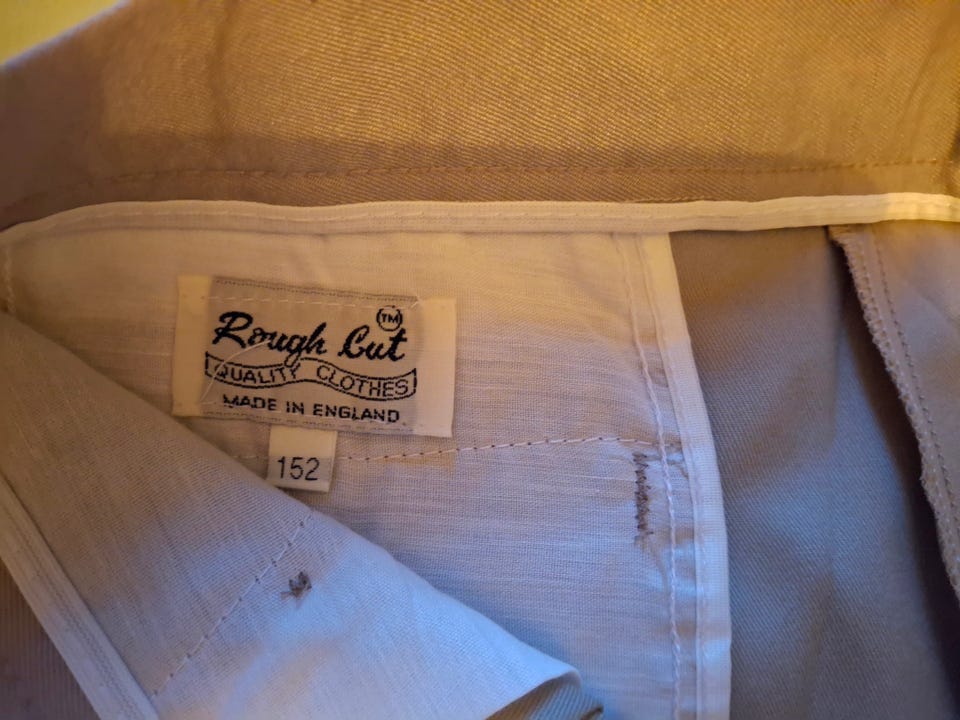 Rough Cut ™
QUALITY CLOTHES
MADE IN ENGLAND
152